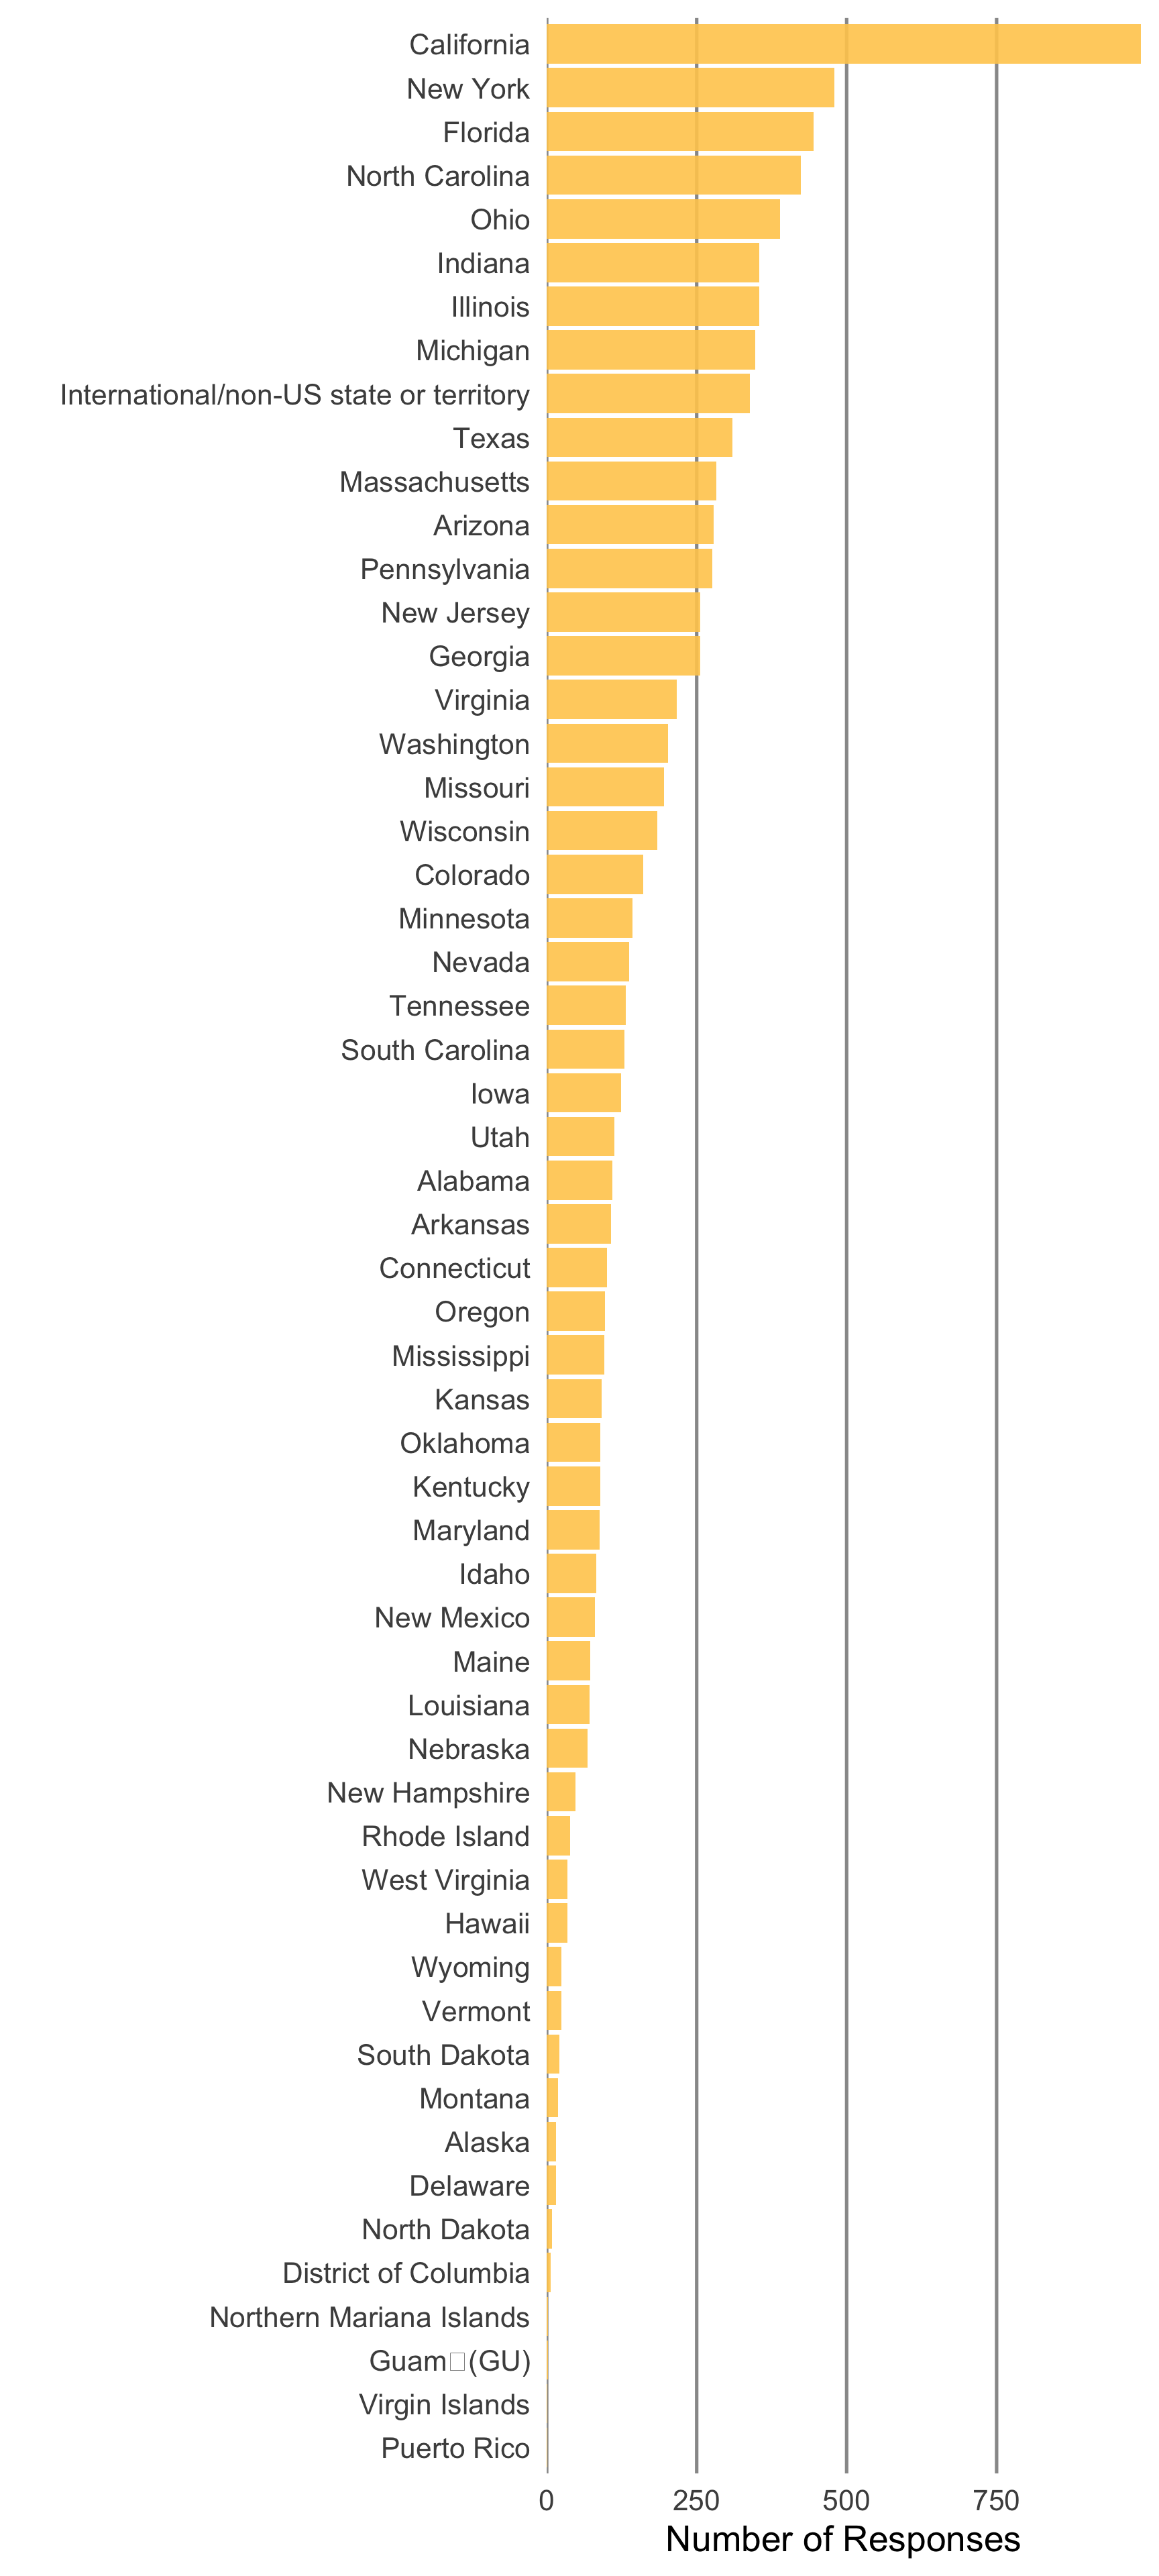 California
New York
Florida
North Carolina
Ohio
Indiana
Illinois
Michigan
International/non-US state or territory
Texas
Massachusetts
Arizona
Pennsylvania
New Jersey
Georgia
Virginia
Washington
Missouri
Wisconsin
Colorado
Minnesota
Nevada
Tennessee
South Carolina
Iowa
Utah
Alabama
Arkansas
Connecticut
Oregon
Mississippi
Kansas
Oklahoma
Kentucky
Maryland
Idaho
New Mexico
Maine
Louisiana
Nebraska
New Hampshire
Rhode Island
West Virginia
Hawaii
Wyoming
Vermont
South Dakota
Montana
Alaska
Delaware
North Dakota
District of Columbia
Northern Mariana Islands
Guam□(GU)
Virgin Islands
Puerto Rico
0 250 500 750
Number of Responses